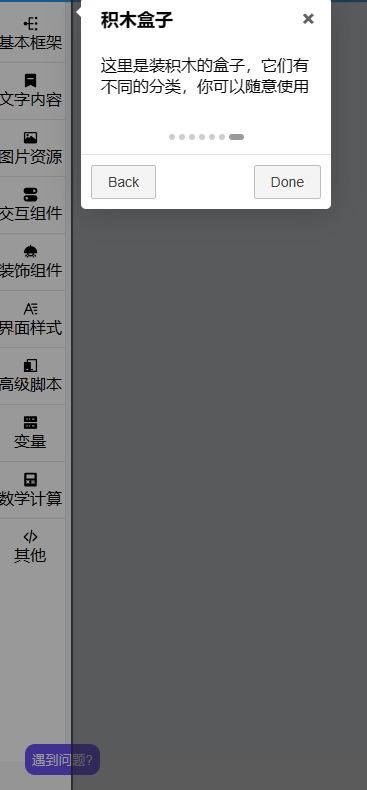 积木盒子
这里是装积木的盒子，它们有
不同的分类，你可以随意使用
Back
Done
基本框架
文字内容
图片资源
交互组件
装饰组件
界面样式
高级脚本
变量
数学计算
其他
遇到问题?